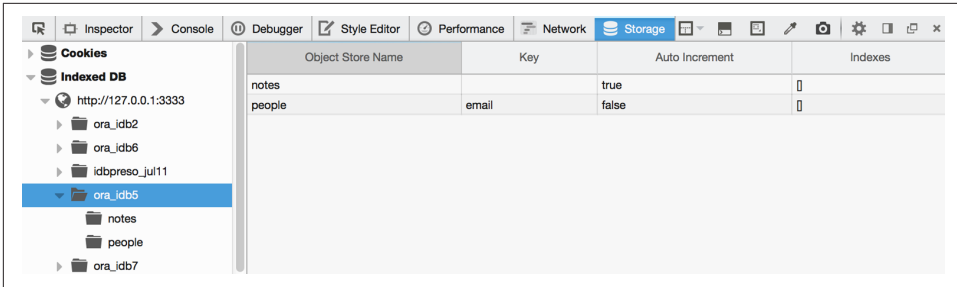 Inspector Console Debugger Style Editor Performance Network Storage
Cookies
Indexed DB
http://127.0.0.1:3333
ora_idb2
ora_idb6
idbpreso_jul11
ora_idb5
notes
people
ora_idb7
Object Store Name Key Auto Increment Indexes
notes true []
people email false []